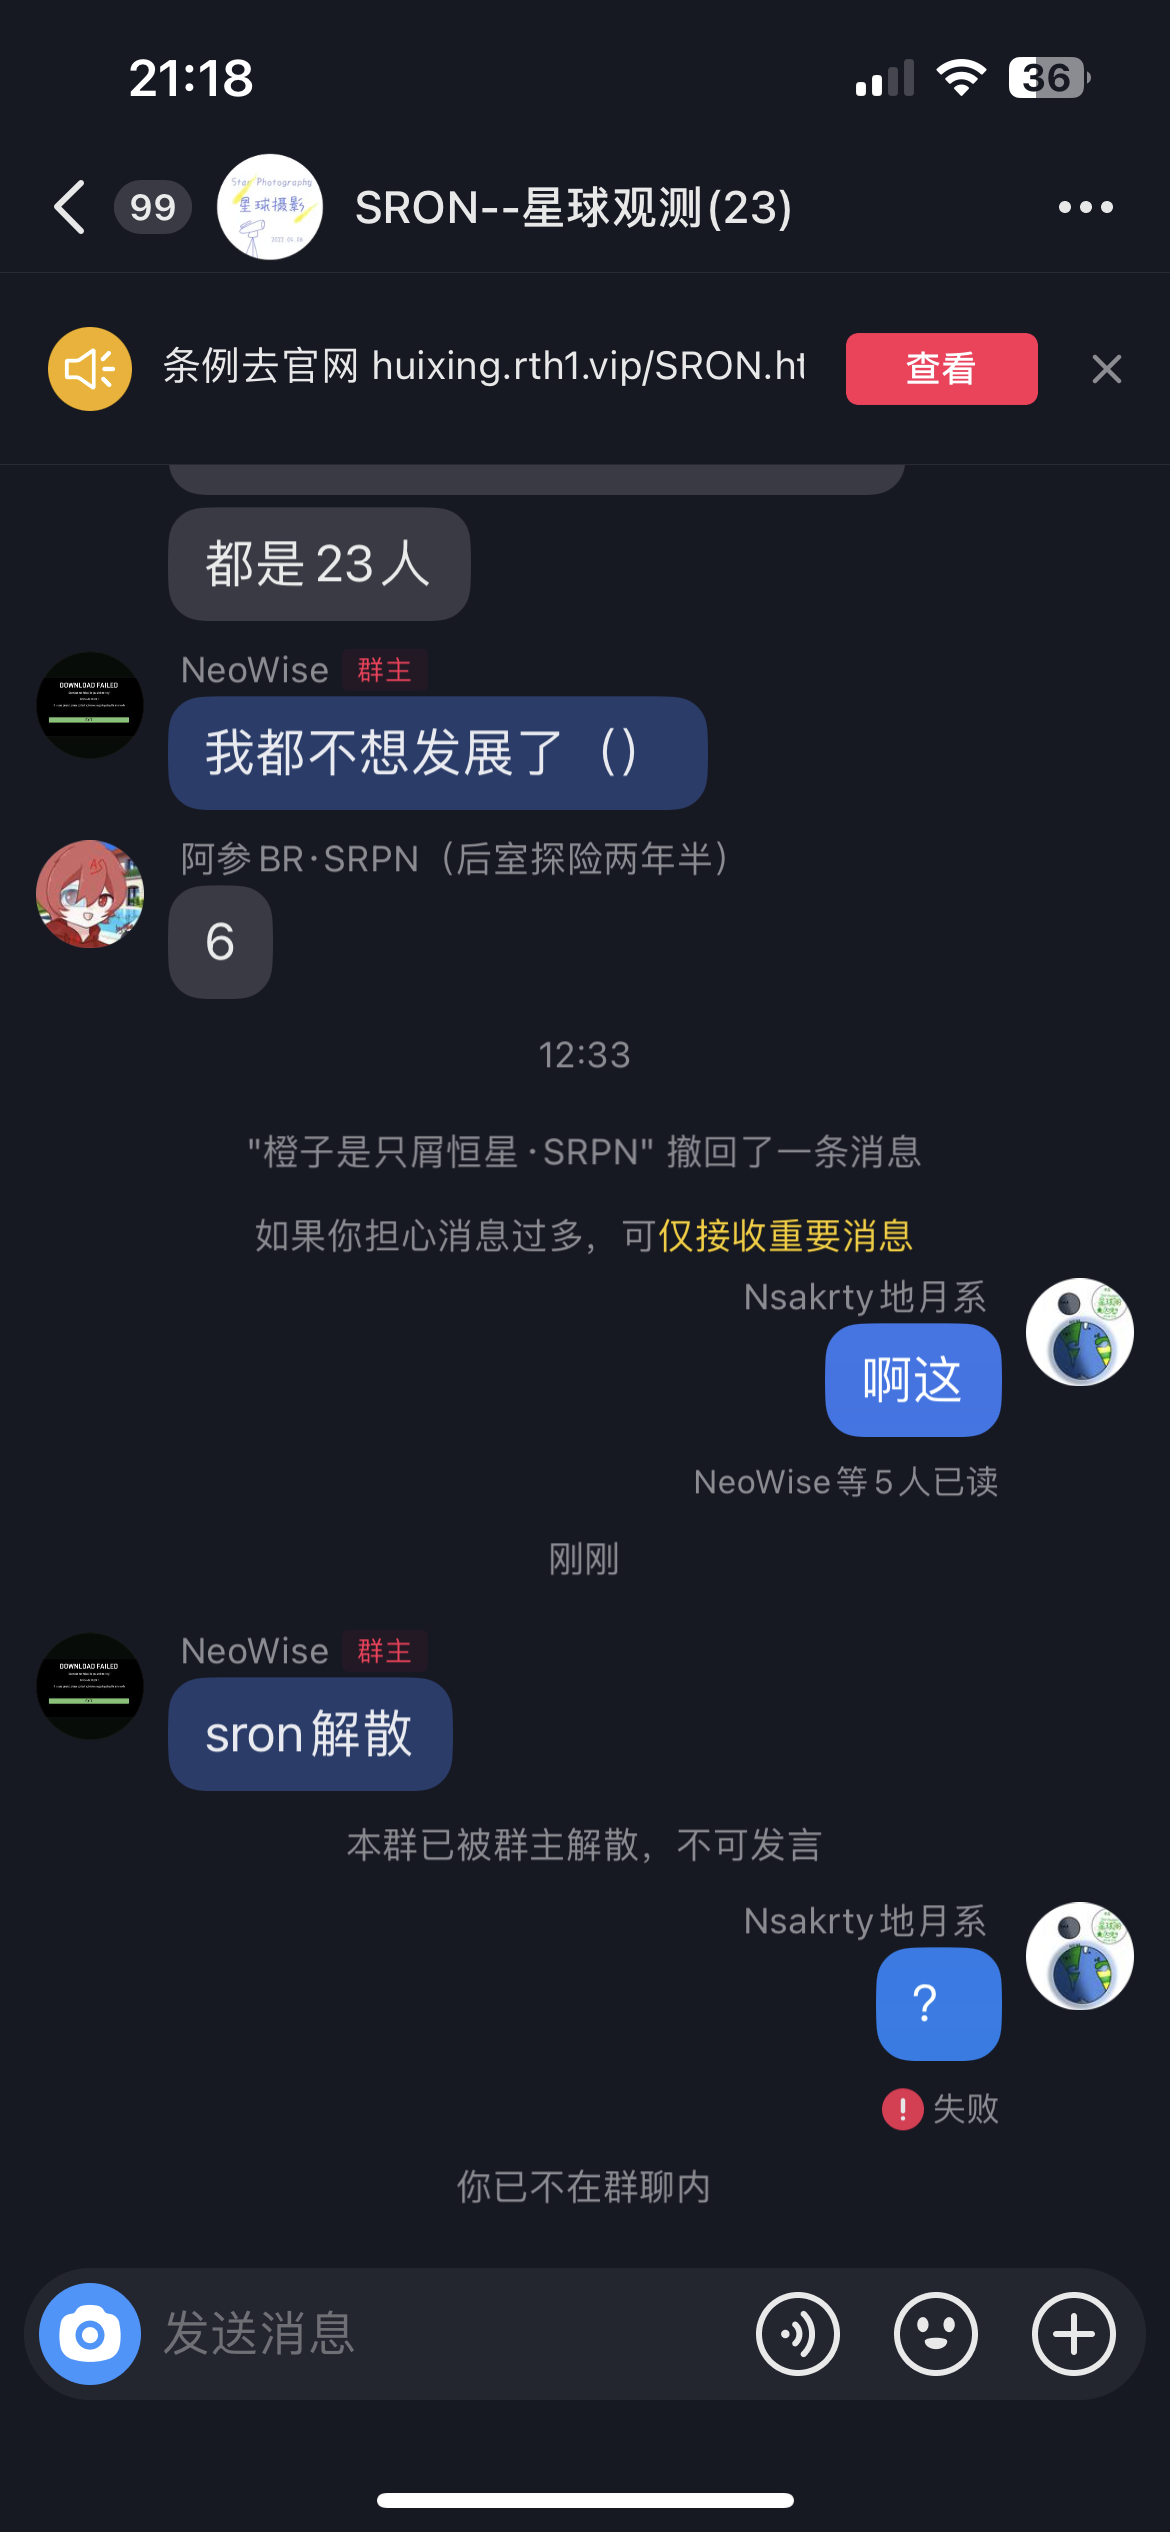 21:18
36
99
Star Photography
星球摄影
2022.04.06
SRON--星球观测(23)
条例去官网 huixing.rth1.vip/SRON.ht
查看
都是23人
NeoWise 群主
DOWNLOAD FAILED
我都不想发展了（）
阿参BR·SRPN（后室探险两年半）
6
12:33
"橙子是只屑恒星·SRPN" 撤回了一条消息
如果你担心消息过多，可仅接收重要消息
Nsakrty地月系
啊这
NeoWise等5人已读
刚刚
NeoWise 群主
DOWNLOAD FAILED
sron解散
本群已被群主解散，不可发言
Nsakrty地月系
？
失败
你已不在群聊内
发送消息